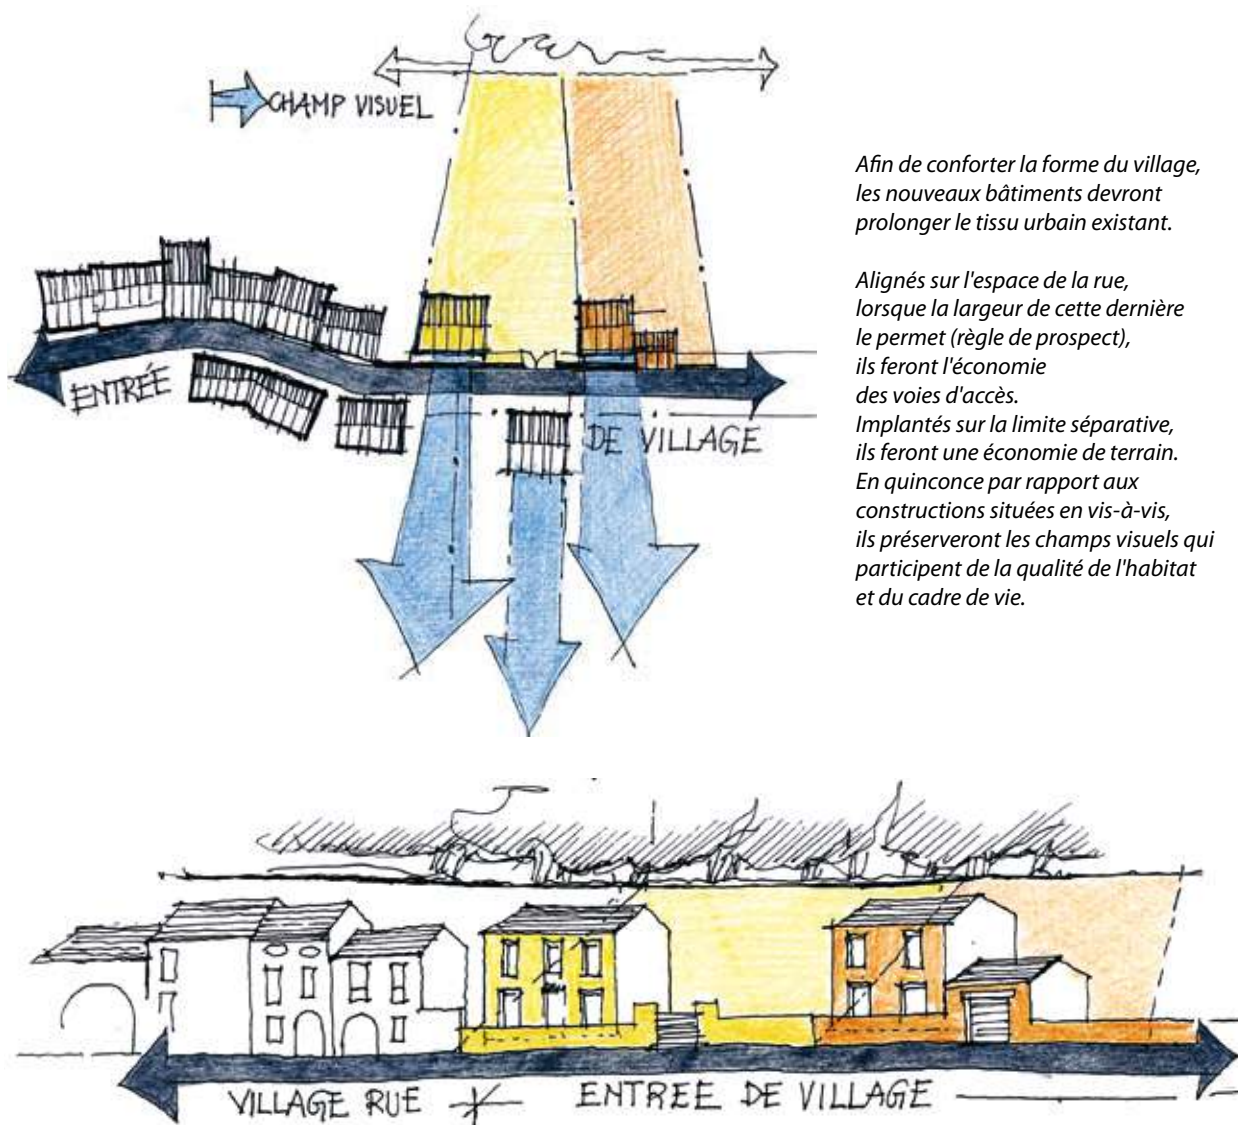 CHAMP VISUEL
Afin de conforter la forme du village,
les nouveaux bâtiments devront
prolonger le tissu urbain existant.
Alignés sur l'espace de la rue,
lorsque la largeur de cette dernière
le permet (règle de prospect),
ils feront l'économie
des voies d'accès.
Implantés sur la limite séparative,
ils feront une économie de terrain.
En quinconce par rapport aux
constructions situées en vis-à-vis,
ils préserveront les champs visuels qui
participent de la qualité de l'habitat
et du cadre de vie.
ENTRÉE
DE VILLAGE
VILLAGE RUE
ENTREE DE VILLAGE